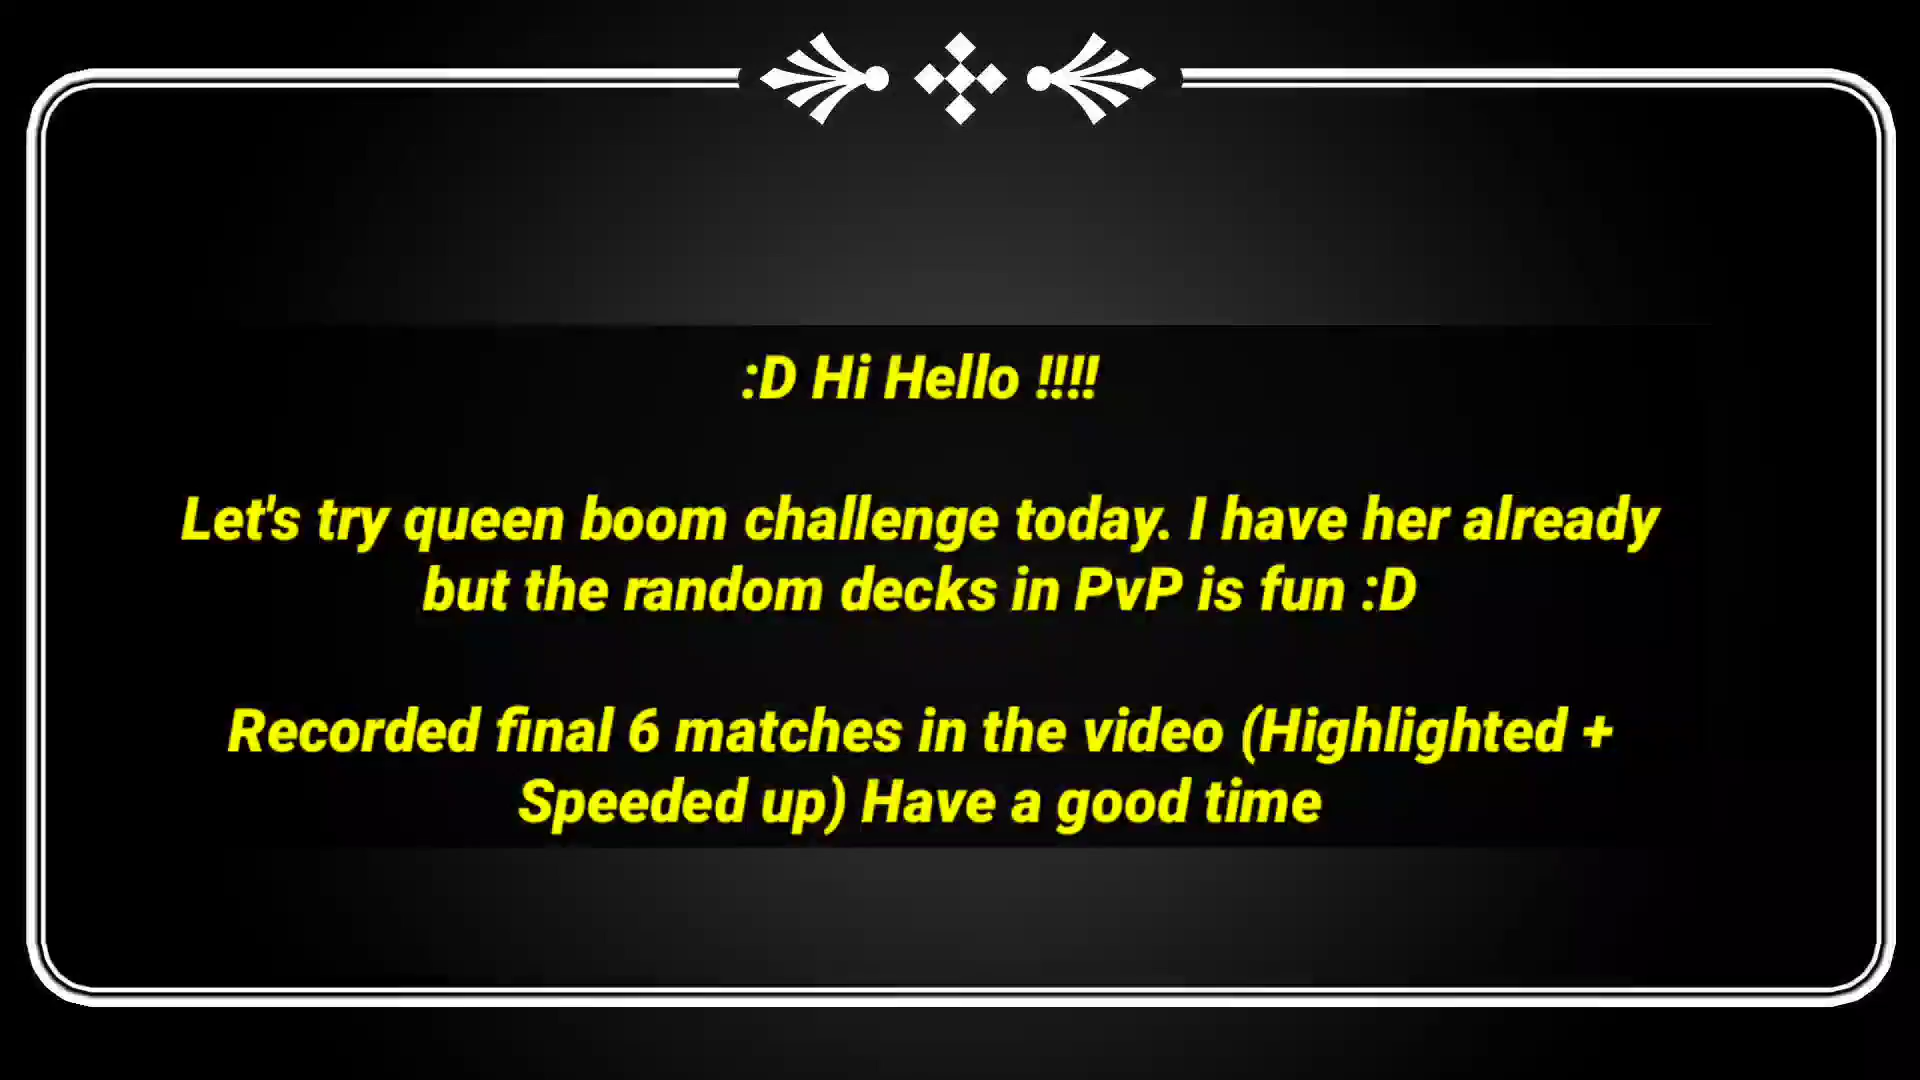 :D Hi Hello !!!!
Let's try queen boom challenge today. I have her already
but the random decks in PvP is fun :D
Recorded final 6 matches in the video (Highlighted +
Speeded up) Have a good time